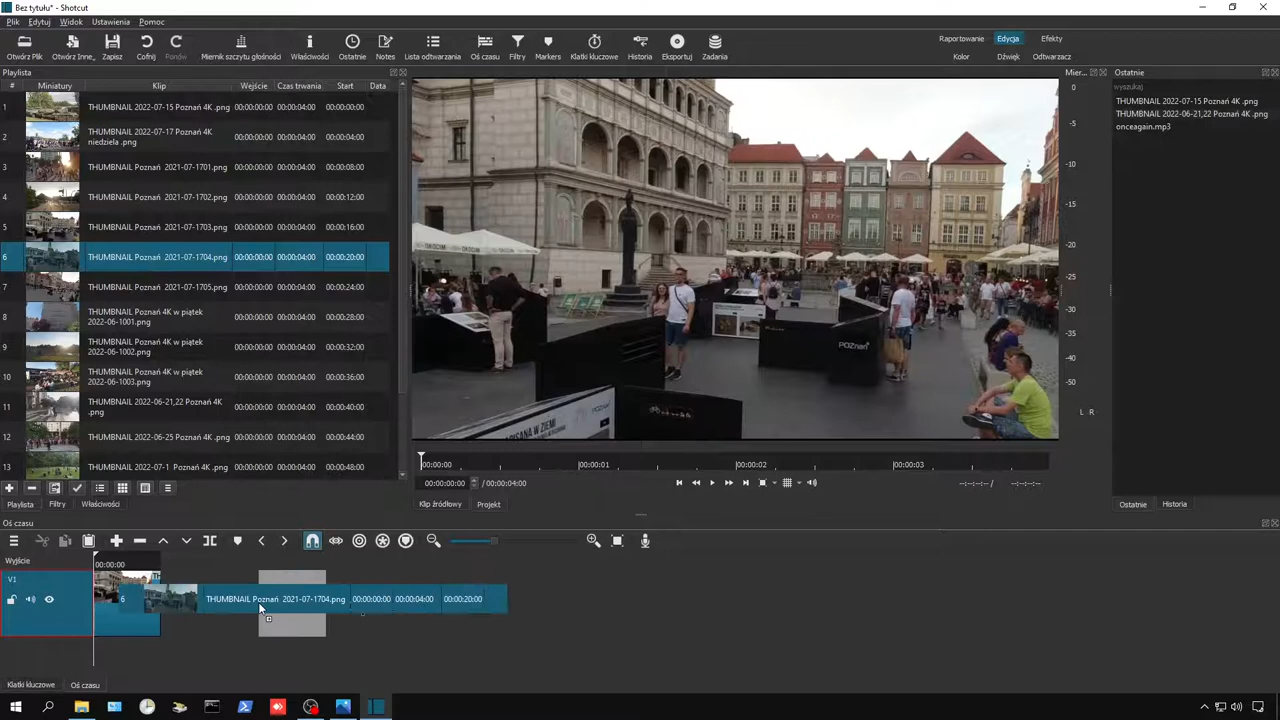 Bez tytułu* - Shotcut
Plik Edytuj Widok Ustawienia Pomoc
Otwórz Plik Otwórz Inne_ Zapisz Cofnij Ponów Miernik szczytu głośności Właściwości Ostatnie Notes Lista odtwarzania Oś czasu Filtry Markers Klatki kluczowe Historia Eksportuj Zadania
Raportowanie Edycja Efekty
Kolor Dźwięk Odtwarzacz
Playlista
# Miniatury Klip Wejście Czas trwania Start Data
1 THUMBNAIL 2022-07-15 Poznań 4K .png 00:00:00:00 00:00:04:00 00:00:00:00
2 THUMBNAIL 2022-07-17 Poznań 4K niedziela .png 00:00:00:00 00:00:04:00 00:00:04:00
3 THUMBNAIL Poznań 2021-07-1701.png 00:00:00:00 00:00:04:00 00:00:08:00
4 THUMBNAIL Poznań 2021-07-1702.png 00:00:00:00 00:00:04:00 00:00:12:00
5 THUMBNAIL Poznań 2021-07-1703.png 00:00:00:00 00:00:04:00 00:00:16:00
6 THUMBNAIL Poznań 2021-07-1704.png 00:00:00:00 00:00:04:00 00:00:20:00
7 THUMBNAIL Poznań 2021-07-1705.png 00:00:00:00 00:00:04:00 00:00:24:00
8 THUMBNAIL Poznań 4K w piątek 2022-06-1001.png 00:00:00:00 00:00:04:00 00:00:28:00
9 THUMBNAIL Poznań 4K w piątek 2022-06-1002.png 00:00:00:00 00:00:04:00 00:00:32:00
10 THUMBNAIL Poznań 4K w piątek 2022-06-1003.png 00:00:00:00 00:00:04:00 00:00:36:00
11 THUMBNAIL 2022-06-21,22 Poznań 4K .png 00:00:00:00 00:00:04:00 00:00:40:00
12 THUMBNAIL 2022-06-25 Poznań 4K .png 00:00:00:00 00:00:04:00 00:00:44:00
13 THUMBNAIL 2022-07-1 Poznań 4K .png 00:00:00:00 00:00:04:00 00:00:48:00
Playlista Filtry Właściwości
POZnań
00:00:00 00:00:01 00:00:02 00:00:03
00:00:00:00 / 00:00:04:00 --:--:--:-- / --:--:--:--
Klip źródłowy Projekt
Mier...
0
-5
-10
-15
-20
-25
-30
-35
-40
-50
L R
Ostatnie
wyszukaj
THUMBNAIL 2022-07-15 Poznań 4K .png
THUMBNAIL 2022-06-21,22 Poznań 4K .png
onceagain.mp3
Ostatnie Historia
Oś czasu
Wyjście 00:00:00
V1
6 THUMBNAIL Poznań 2021-07-1704.png 00:00:00:00 00:00:04:00 00:00:20:00
Klatki kluczowe Oś czasu